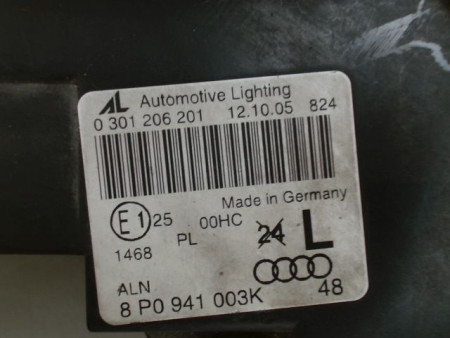 AL Automotive Lighting
0 301 206 201 12.10.05 824
Made in Germany
E1 25 00HC 24 L
1468 PL
ALN
8 P0 941 003K 48